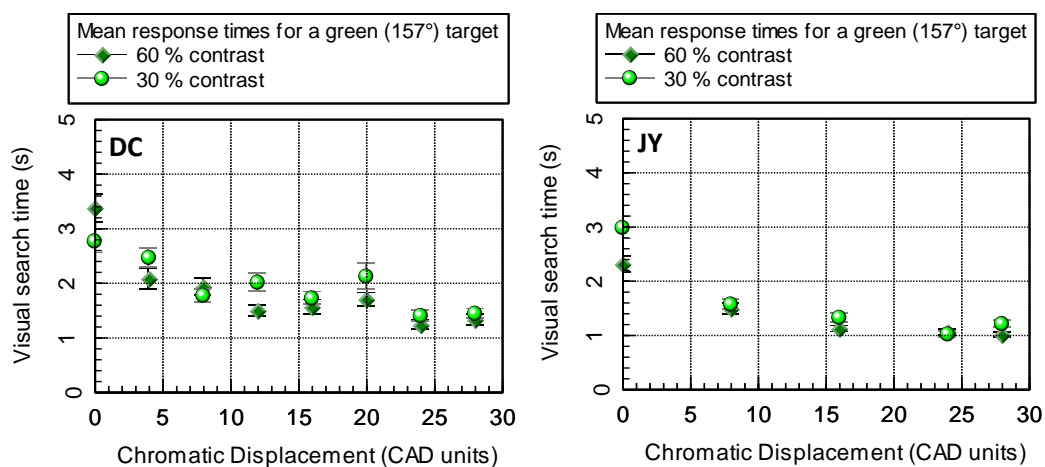 Mean response times for a green (157°) target
60 % contrast
30 % contrast
DC
5
4
3
2
1
0
Visual search time (s)
0 5 10 15 20 25 30
Chromatic Displacement (CAD units)
Mean response times for a green (157°) target
60 % contrast
30 % contrast
JY
5
4
3
2
1
0
Visual search time (s)
0 5 10 15 20 25 30
Chromatic Displacement (CAD units)